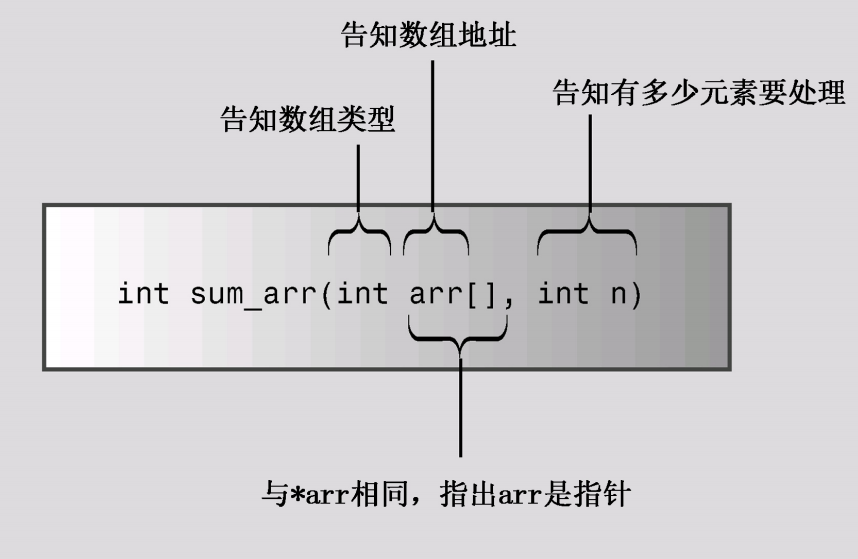 告知数组地址
告知有多少元素要处理
告知数组类型
int sum_arr(int arr[], int n)
与*arr相同，指出arr是指针